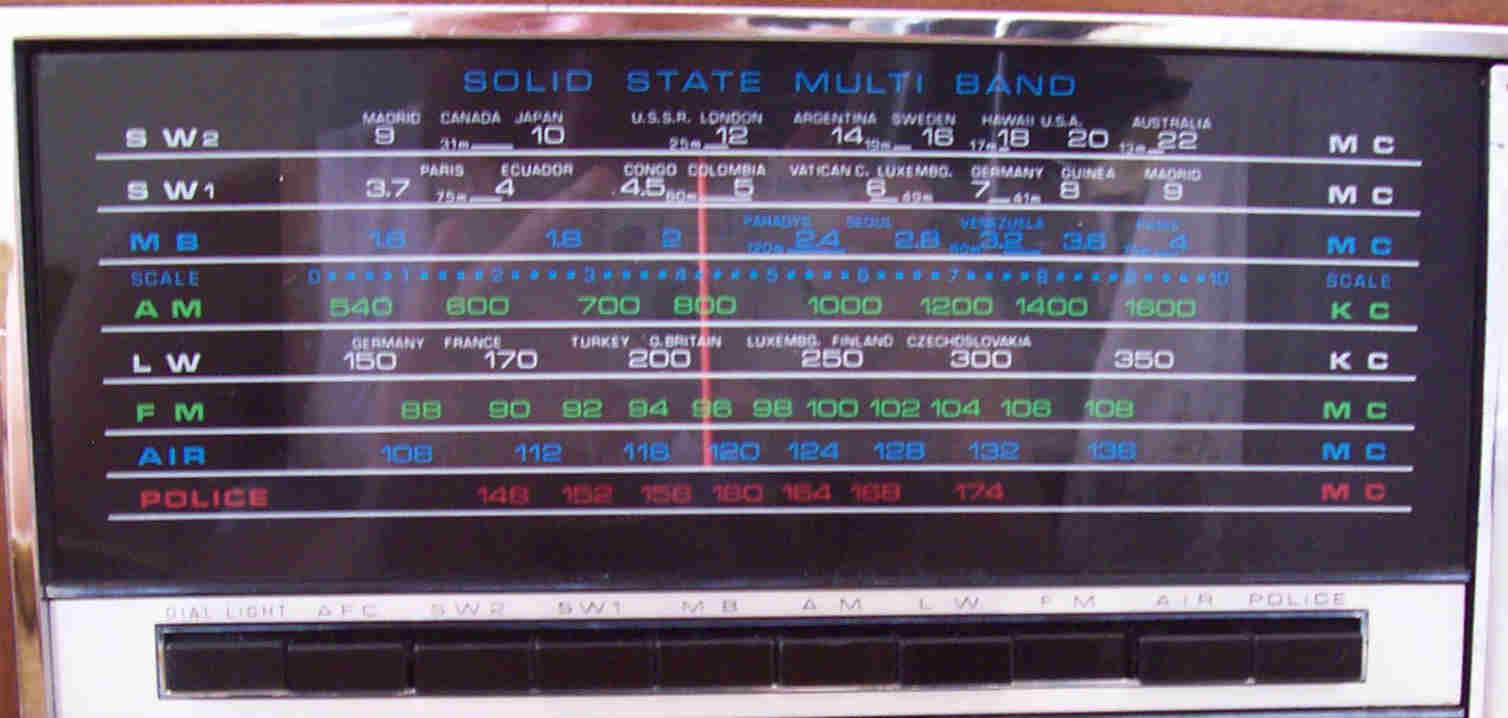 SOLID STATE MULTI BAND
MADRID CANADA JAPAN U.S.S.R. LONDON ARGENTINA SWEDEN HAWAII U.S.A. AUSTRALIA
SW2 9 31m 10 25m 12 14 19m 16 17m 18 20 13m 22 MC
PARIS ECUADOR CONGO COLOMBIA VATICAN C. LUXEMBG. GERMANY GUINEA MADRID
SW1 3.7 75m 4 4.5 60m 5 6 49m 7 41m 8 9 MC
SEOUL VENEZUELA
MB 1.6 1.8 2 120m 2.4 2.8 3.2 3.6 4 MC
SCALE 0 1 2 3 4 5 6 7 8 9 10 SCALE
AM 540 600 700 800 1000 1200 1400 1600 KC
GERMANY FRANCE TURKEY G.BRITAIN LUXEMBG. FINLAND CZECHOSLOVAKIA
LW 150 170 200 250 300 350 KC
FM 88 90 92 94 96 98 100 102 104 106 108 MC
AIR 108 112 116 120 124 128 132 136 MC
POLICE 148 152 156 160 164 168 174 MC
DIAL LIGHT AFC SW2 SW1 MB AM LW FM AIR POLICE